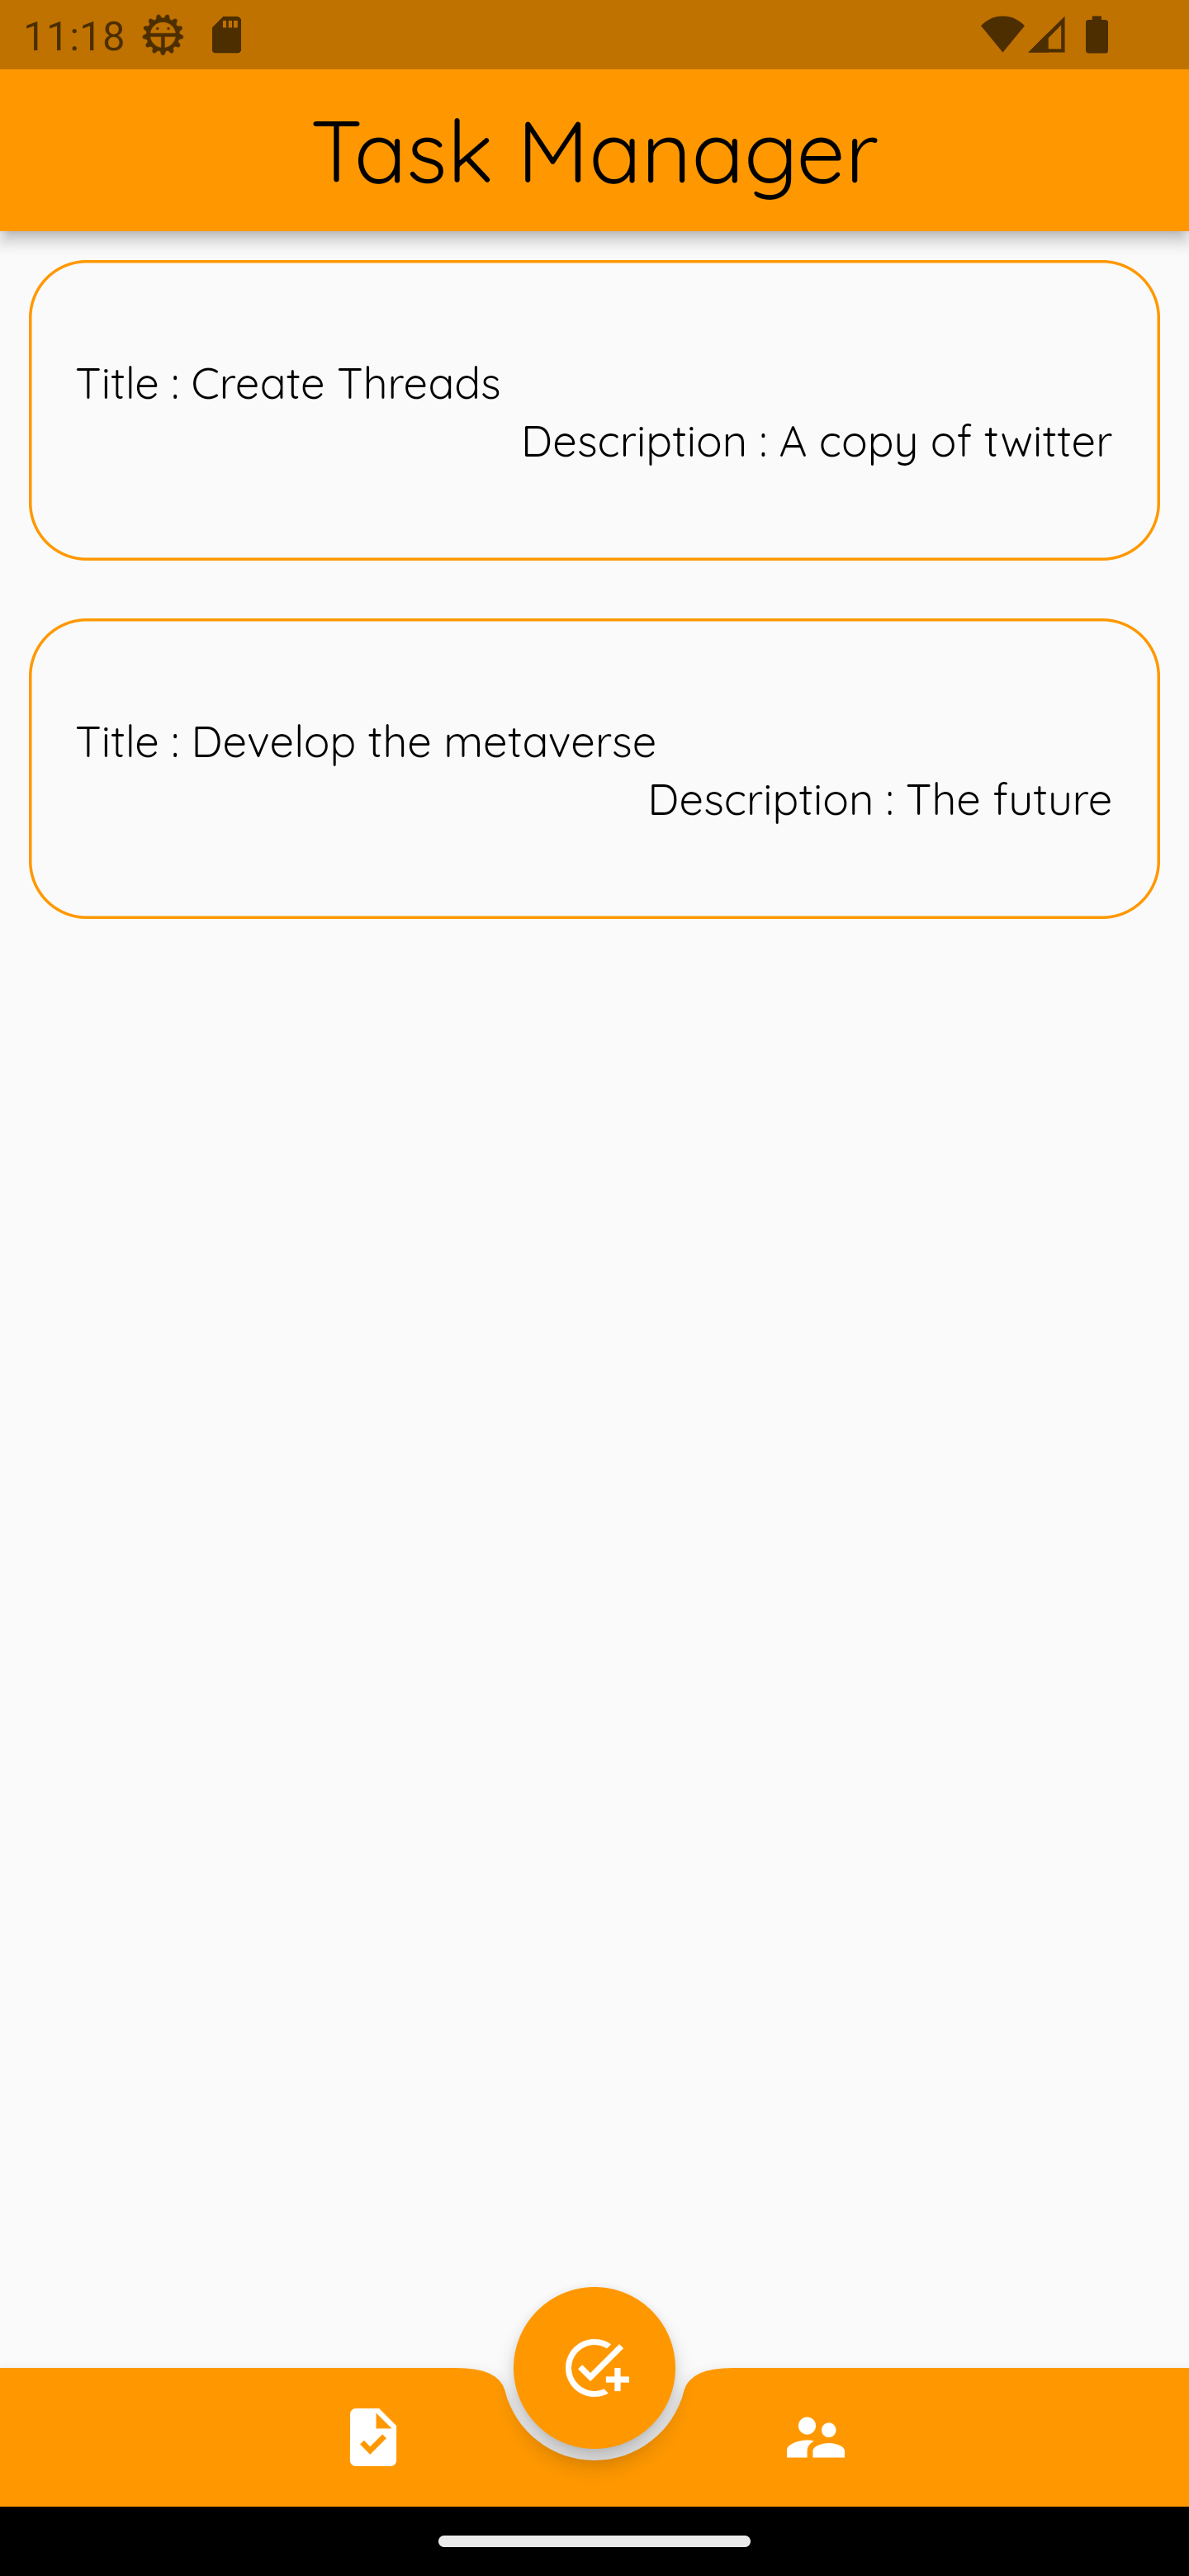 11:18
Task Manager
Title : Create Threads
Description : A copy of twitter
Title : Develop the metaverse
Description : The future